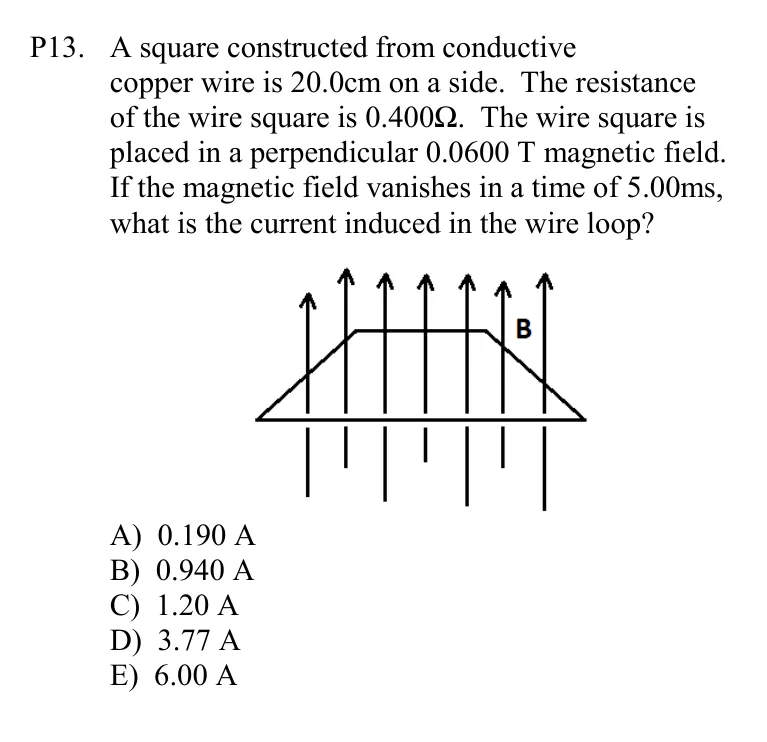 P13. A square constructed from conductive
copper wire is 20.0cm on a side. The resistance
of the wire square is 0.400Ω. The wire square is
placed in a perpendicular 0.0600 T magnetic field.
If the magnetic field vanishes in a time of 5.00ms,
what is the current induced in the wire loop?
B
A) 0.190 A
B) 0.940 A
C) 1.20 A
D) 3.77 A
E) 6.00 A